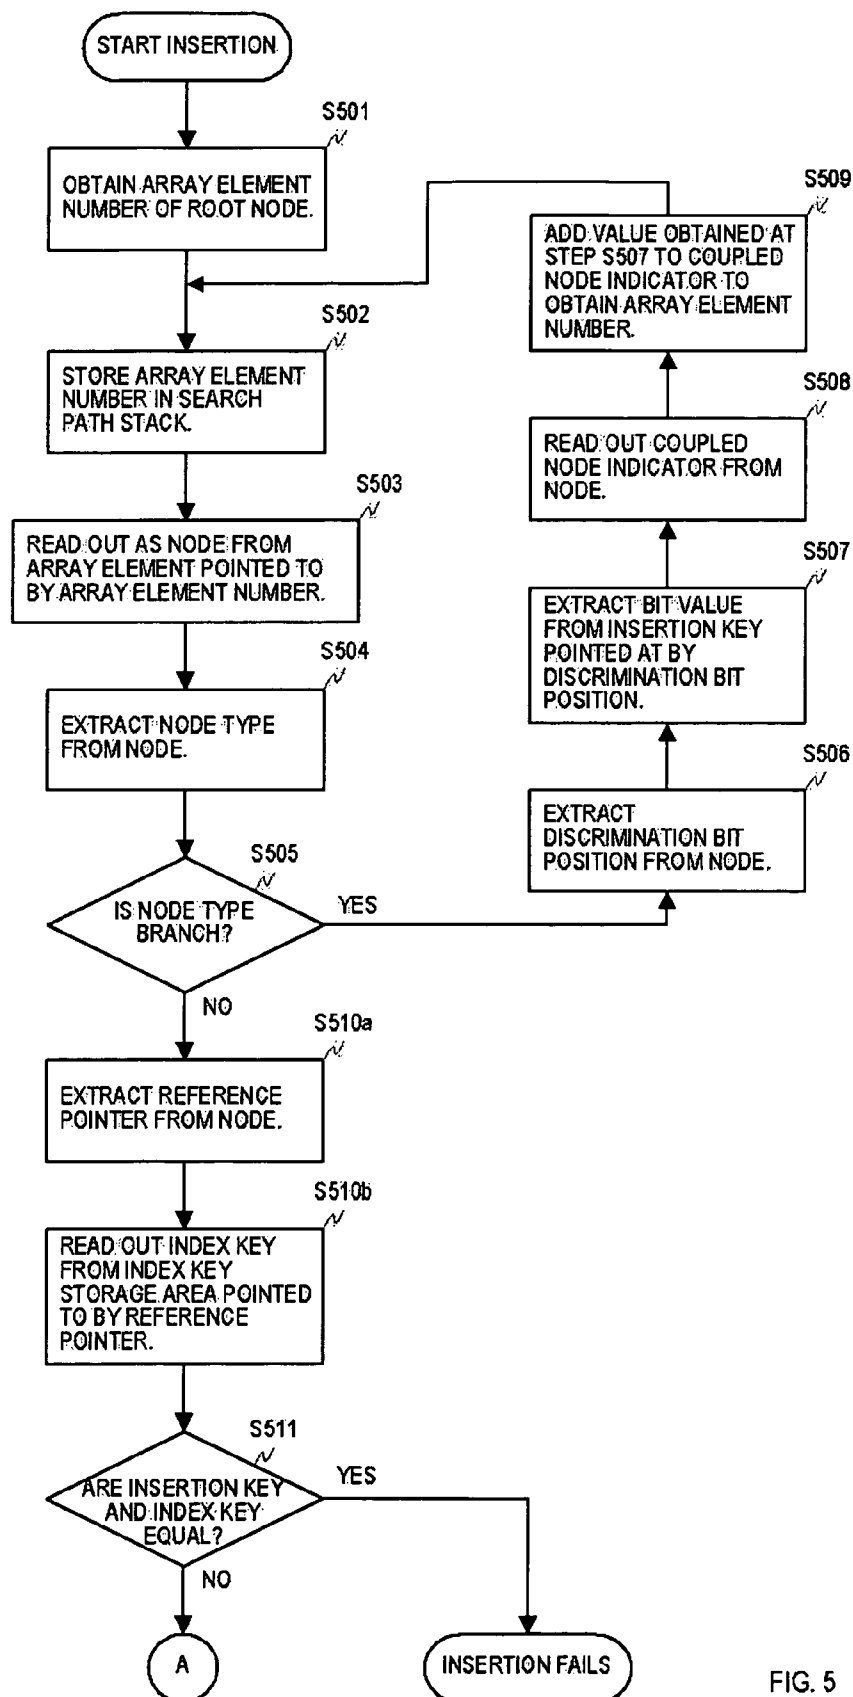 START INSERTION
S501
OBTAIN ARRAY ELEMENT
NUMBER OF ROOT NODE.
S502
STORE ARRAY ELEMENT
NUMBER IN SEARCH
PATH STACK.
S503
READ OUT AS NODE FROM
ARRAY ELEMENT POINTED TO
BY ARRAY ELEMENT NUMBER.
S504
EXTRACT NODE TYPE
FROM NODE.
S505
IS NODE TYPE
BRANCH?
YES
NO
S506
EXTRACT
DISCRIMINATION BIT
POSITION FROM NODE.
S507
EXTRACT BIT VALUE
FROM INSERTION KEY
POINTED AT BY
DISCRIMINATION BIT
POSITION.
S508
READ OUT COUPLED
NODE INDICATOR FROM
NODE.
S509
ADD VALUE OBTAINED AT
STEP S507 TO COUPLED
NODE INDICATOR TO
OBTAIN ARRAY ELEMENT
NUMBER.
S510a
EXTRACT REFERENCE
POINTER FROM NODE.
S510b
READ OUT INDEX KEY
FROM INDEX KEY
STORAGE AREA POINTED
TO BY REFERENCE
POINTER.
S511
ARE INSERTION KEY
AND INDEX KEY
EQUAL?
YES
NO
A
INSERTION FAILS
FIG. 5